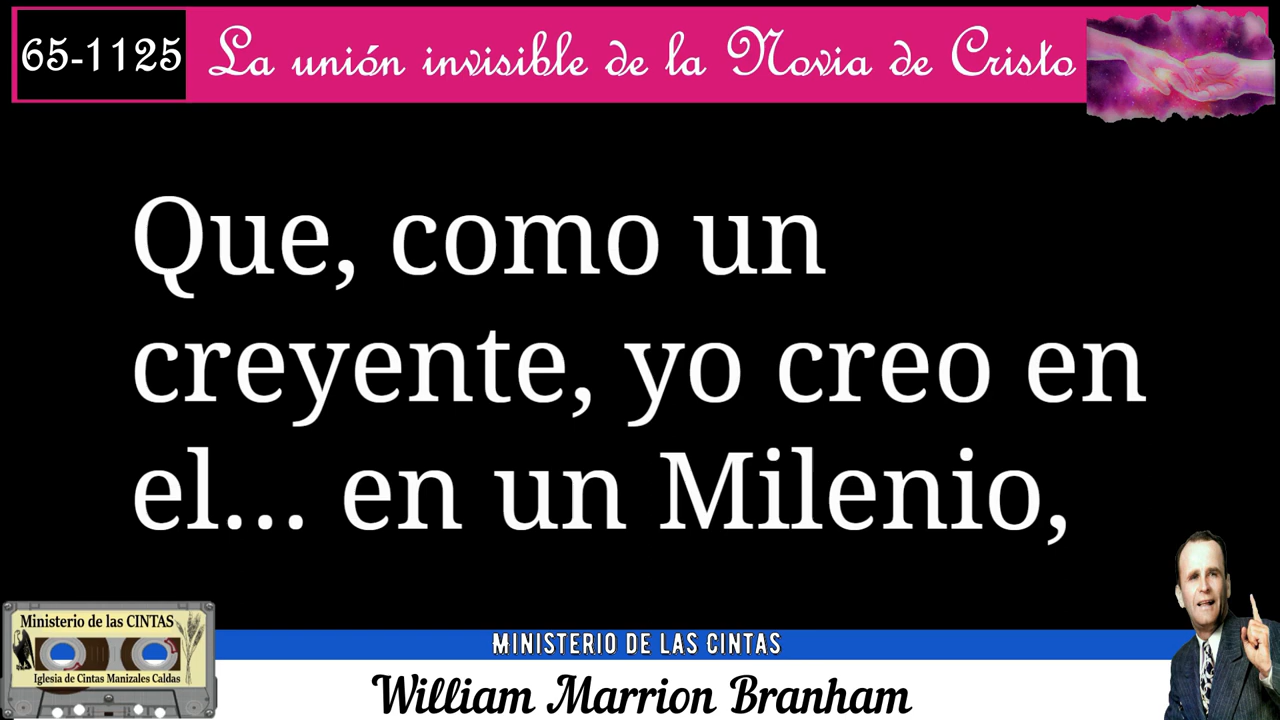 65-1125 La unión invisible de la Novia de Cristo
Que, como un
creyente, yo creo en
el... en un Milenio,
Ministerio de las CINTAS
Iglesia de Cintas Manizales Caldas
MINISTERIO DE LAS CINTAS
William Marrion Branham